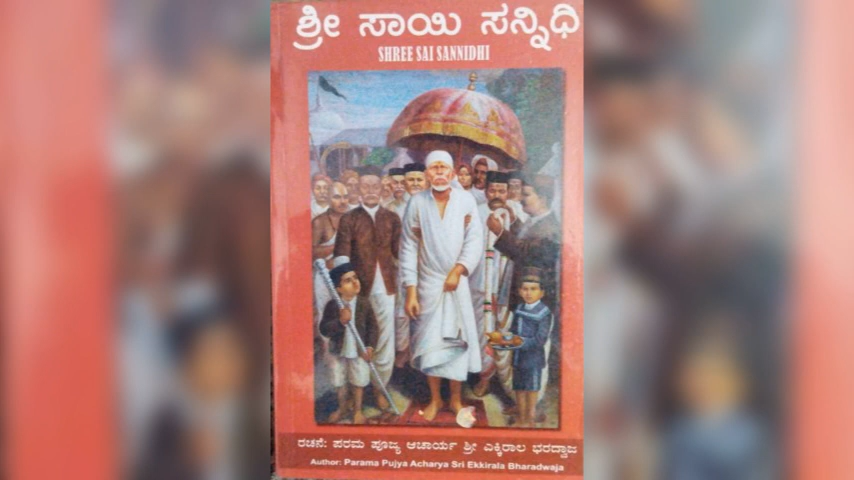 ಶ್ರೀ ಸಾಯಿ ಸನ್ನಿಧಿ
SHREE SAI SANNIDHI
ರಚನೆ: ಪರಮ ಪೂಜ್ಯ ಆಚಾರ್ಯ ಶ್ರೀ ಎಕ್ಕಿರಾಲ ಭರದ್ವಾಜ
Author: Parama Pujya Acharya Sri Ekkirala Bharadwaja